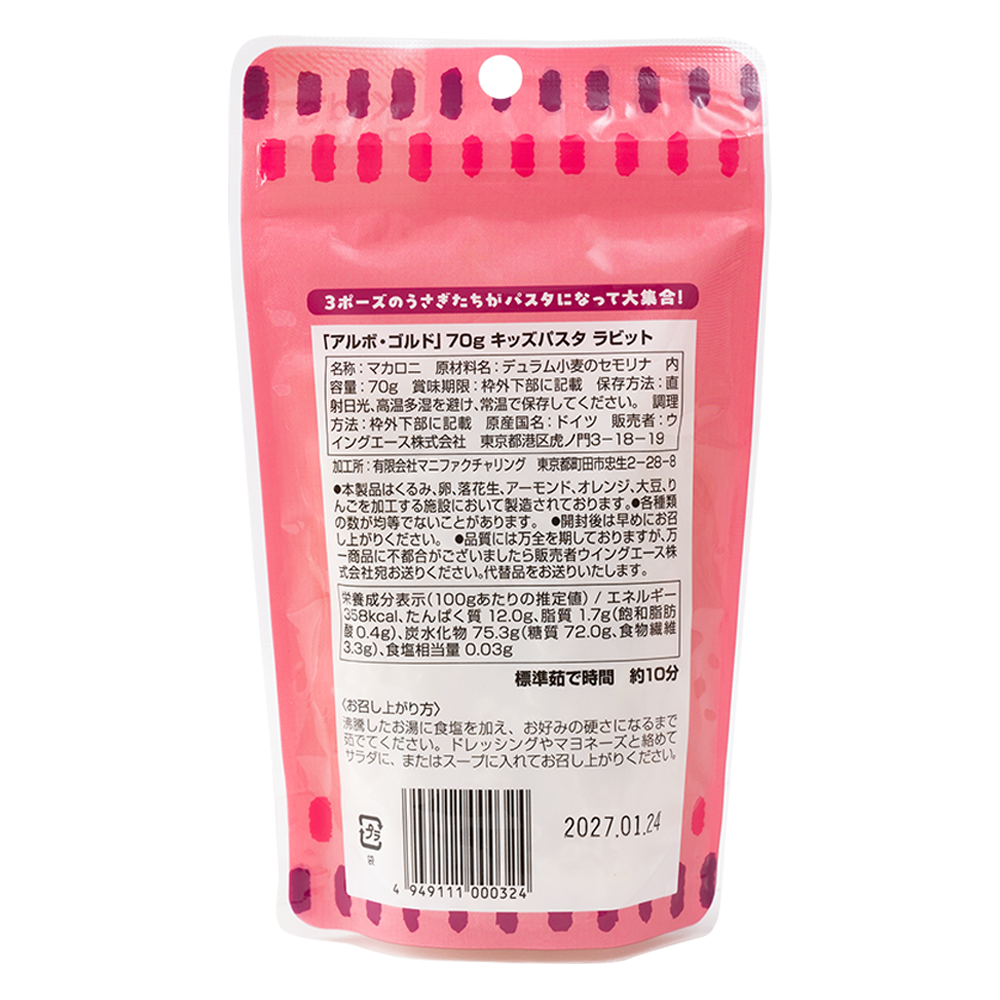 3ポーズのうさぎたちがパスタになって大集合!
「アルボ・ゴルド」70g キッズパスタ ラビット
名称:マカロニ 原材料名:デュラム小麦のセモリナ 内
容量:70g 賞味期限:枠外下部に記載 保存方法:直
射日光、高温多湿を避け、常温で保存してください。 調理
方法:枠外下部に記載 原産国名:ドイツ 販売者:ウ
イングエース株式会社 東京都港区虎ノ門3-18-19
加工所:有限会社マニファクチャリング 東京都町田市忠生2-28-8
●本製品はくるみ、卵、落花生、アーモンド、オレンジ、大豆、り
んごを加工する施設において製造されております。●各種類
の数が均等でないことがあります。 ●開封後は早めにお召
し上がりください。 ●品質には万全を期しておりますが、万
一商品に不都合がございましたら販売者ウイングエース株
式会社宛お送りください。代替品をお送りいたします。
栄養成分表示(100gあたりの推定値) / エネルギー
358kcal、たんぱく質 12.0g、脂質 1.7g(飽和脂肪
酸 0.4g)、炭水化物 75.3g(糖質 72.0g、食物繊維
3.3g)、食塩相当量 0.03g
標準茹で時間 約10分
〈お召し上がり方〉
沸騰したお湯に食塩を加え、お好みの硬さになるまで
茹でてください。ドレッシングやマヨネーズと絡めて
サラダに、またはスープに入れてお召し上がりください。
プラ
袋
2027.01.24
4 949111 000324